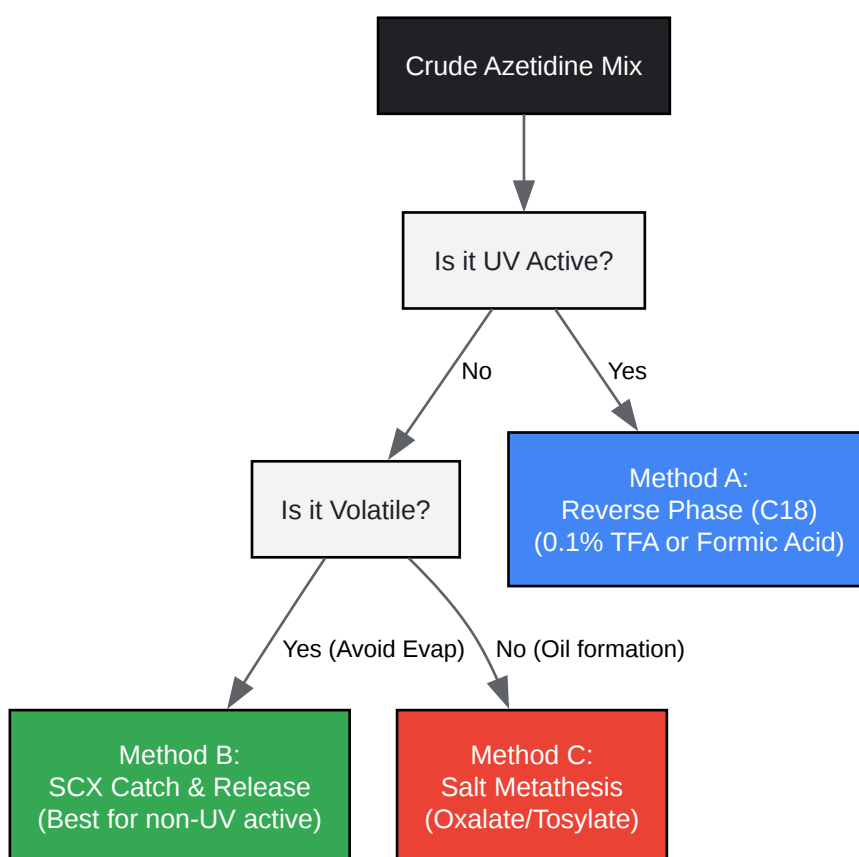 Crude Azetidine Mix
Is it UV Active?
No
Yes
Method A:
Reverse Phase (C18)
(0.1% TFA or Formic Acid)
Is it Volatile?
Yes (Avoid Evap)
No (Oil formation)
Method B:
SCX Catch & Release
(Best for non-UV active)
Method C:
Salt Metathesis
(Oxalate/Tosylate)